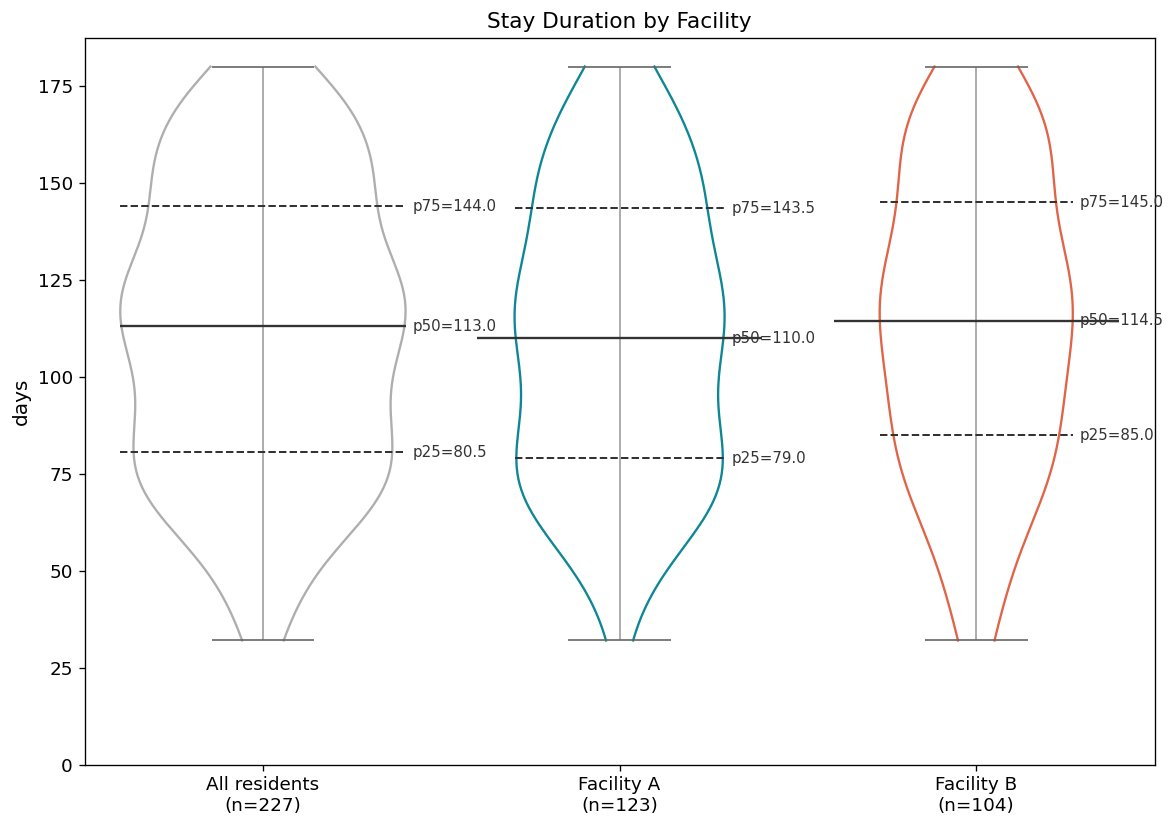 Stay Duration by Facility
days
175
150
125
100
75
50
25
0
p75=144.0
p50=113.0
p25=80.5
p75=143.5
p50=110.0
p25=79.0
p75=145.0
p50=114.5
p25=85.0
All residents
(n=227)
Facility A
(n=123)
Facility B
(n=104)